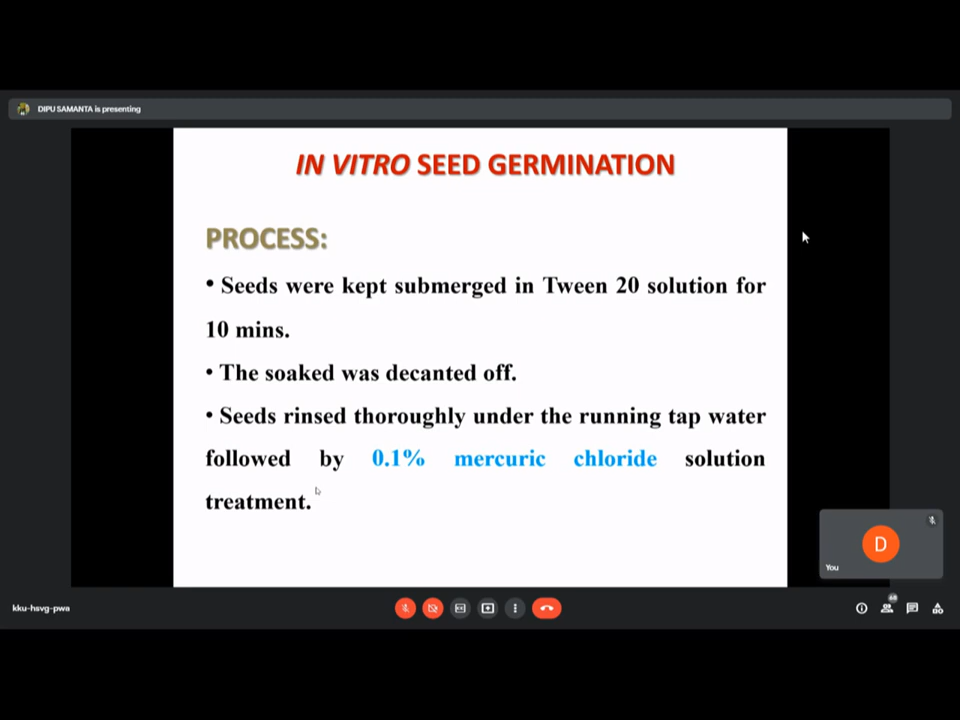 DIPU SAMANTA is presenting
IN VITRO SEED GERMINATION
PROCESS:
• Seeds were kept submerged in Tween 20 solution for
10 mins.
• The soaked was decanted off.
• Seeds rinsed thoroughly under the running tap water
followed by 0.1% mercuric chloride solution
treatment.
D
You
kku-hsvg-pwa
68